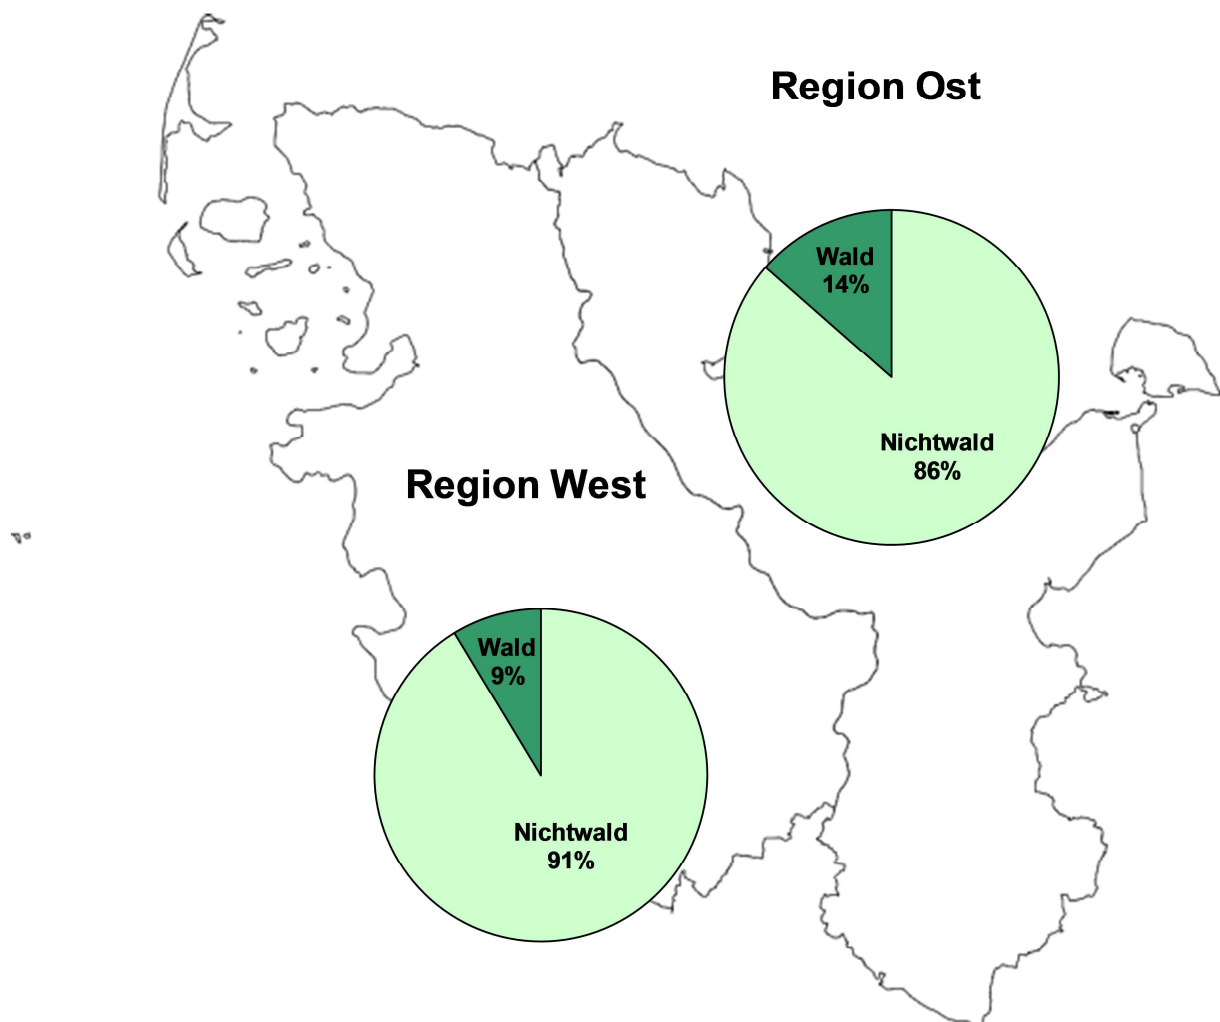 Region Ost
Wald
14%
Nichtwald
86%
Region West
Wald
9%
Nichtwald
91%